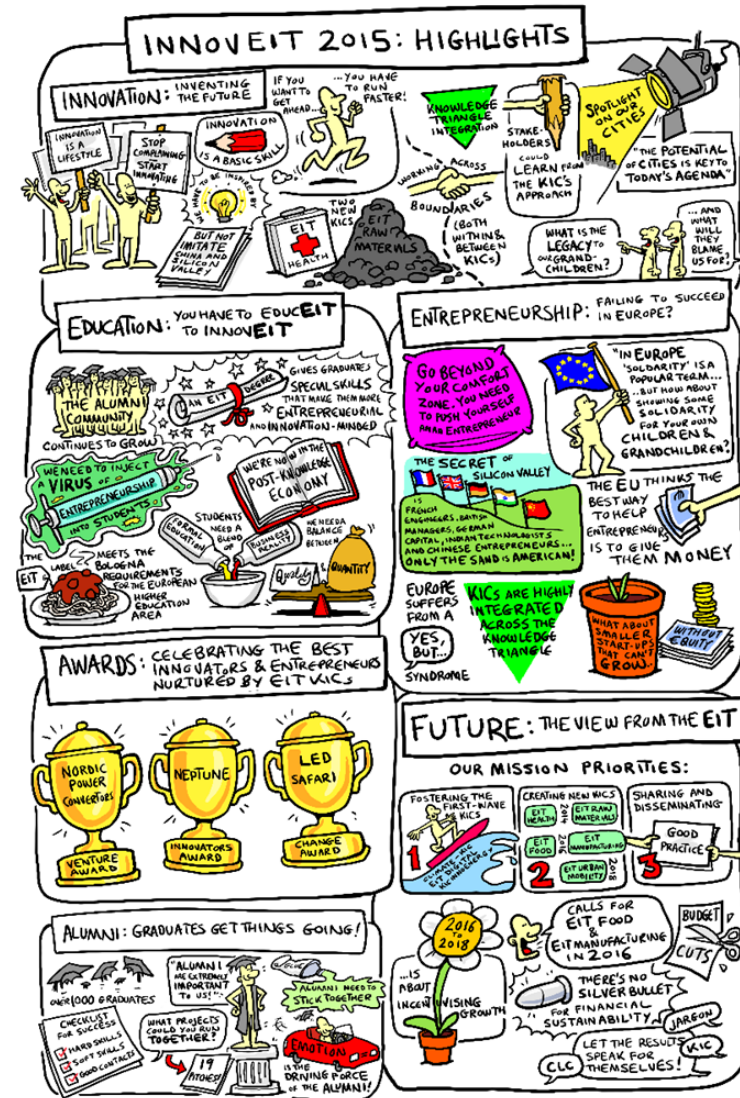 INNOVEIT 2015: HIGHLIGHTS
INNOVATION: INVENTING
THE FUTURE
INNOVATION
IS A
LIFESTYLE
STOP
COMPLAINING
START
INNOVATING
INNOVATION
IS A BASIC SKILL
WE HAVE TO BE INSPIRED BY
BUT NOT
IMITATE
CHINA AND
SILICON
VALLEY
IF YOU
WANT TO
GET
AHEAD...
...YOU HAVE
TO RUN
FASTER!
TWO
NEW
KICs
EIT
HEALTH
EIT
RAW
MATERIALS
KNOWLEDGE
TRIANGLE
INTEGRATION
WORKING ACROSS
BOUNDARIES
(BOTH
WITHIN &
BETWEEN
KICs)
STAKE-
HOLDERS
COULD
LEARN FROM
THE KIC'S
APPROACH
SPOTLIGHT
ON OUR
CITIES
"THE POTENTIAL
OF CITIES IS KEY TO
TODAY'S AGENDA"
WHAT IS THE
LEGACY TO
OUR GRAND-
CHILDREN?
...AND
WHAT
WILL
THEY
BLAME
US FOR?
EDUCATION: YOU HAVE TO EDUCEIT
TO INNOVEIT
THE ALUMNI
COMMUNITY
CONTINUES TO GROW
AN EIT DEGREE
GIVES GRADUATES
SPECIAL SKILLS
THAT MAKE THEM MORE
ENTREPRENEURIAL
AND INNOVATION-MINDED
WE NEED TO INJECT
A VIRUS OF
ENTREPRENEURSHIP
INTO STUDENTS
WE'RE NOW IN THE
POST-KNOWLEDGE
ECONOMY
STUDENTS
NEED A
BLEND
OF
FORMAL
EDUCATION
BUSINESS
REALITY
WE NEED A
BALANCE
BETWEEN
Quality
&
QUANTITY
THE
EIT
LABEL
MEETS THE
BOLOGNA
REQUIREMENTS
FOR THE EUROPEAN
HIGHER
EDUCATION
AREA
ENTREPRENEURSHIP: FAILING TO SUCCEED
IN EUROPE?
GO BEYOND
YOUR COMFORT
ZONE. YOU NEED
TO PUSH YOURSELF
AS AN ENTREPRENEUR
"IN EUROPE
'SOLDARITY' IS A
POPULAR TERM...
...BUT HOW ABOUT
SHOWING SOME
SOLIDARITY
FOR YOUR OWN
CHILDREN &
GRANDCHILDREN?
THE SECRET OF
SILICON VALLEY
IS
FRENCH
ENGINEERS, BRITISH
MANAGERS, GERMAN
CAPITAL, INDIAN TECHNOLOGISTS
AND CHINESE ENTREPRENEURS...
ONLY THE SAND IS AMERICAN!
THE EU THINKS THE
BEST WAY
TO HELP
ENTREPRENEURS
IS TO GIVE
THEM MONEY
EUROPE
SUFFERS
FROM A
YES,
BUT...
SYNDROME
KICs ARE HIGHLY
INTEGRATED
ACROSS THE
KNOWLEDGE
TRIANGLE
WHAT ABOUT
SMALLER
START-UPS
THAT CAN'T
GROW..
WITHOUT
EQUITY
AWARDS: CELEBRATING THE BEST
INNOVATORS & ENTREPRENEURS
NURTURED BY EIT KICs
NORDIC
POWER
CONVERTORS
VENTURE
AWARD
NEPTUNE
INNOVATORS
AWARD
LED
SAFARI
CHANGE
AWARD
FUTURE: THE VIEW FROM THE EIT
OUR MISSION PRIORITIES:
FOSTERING THE
FIRST-WAVE
OF KICS
1
CLIMATE-KIC
EIT DIGITAL
KIC INNOENERGY
CREATING NEW KICS
EIT
HEALTH
2014
EIT RAW
MATERIALS
EIT
FOOD
2016
EIT
MANUFACTURING
2
EIT URBAN
MOBILITY
2018
SHARING AND
DISSEMINATING
GOOD
PRACTICE
3
2016
TO
2018
...IS
ABOUT
INCENTIVISING
GROWTH
CALLS FOR
EIT FOOD
&
EIT MANUFACTURING
IN 2016
BUDGET
CUTS
THERE'S NO
SILVER BULLET
FOR FINANCIAL
SUSTAINABILITY
JARGON
KIC
CLC
LET THE RESULTS
SPEAK FOR
THEMSELVES!
ALUMNI: GRADUATES GET THINGS GOING!
OVER 1000 GRADUATES
CHECKLIST
FOR SUCCESS
HARD SKILLS
SOFT SKILLS
GOOD CONTACTS
"ALUMNI
ARE EXTREMELY
IMPORTANT
TO US!"
WHAT PROJECTS
COULD YOU RUN
TOGETHER?
19
PITCHES
GLUE
ALUMNI NEED TO
STICK TOGETHER
EMOTION
IS THE
DRIVING FORCE
OF THE ALUMNI!